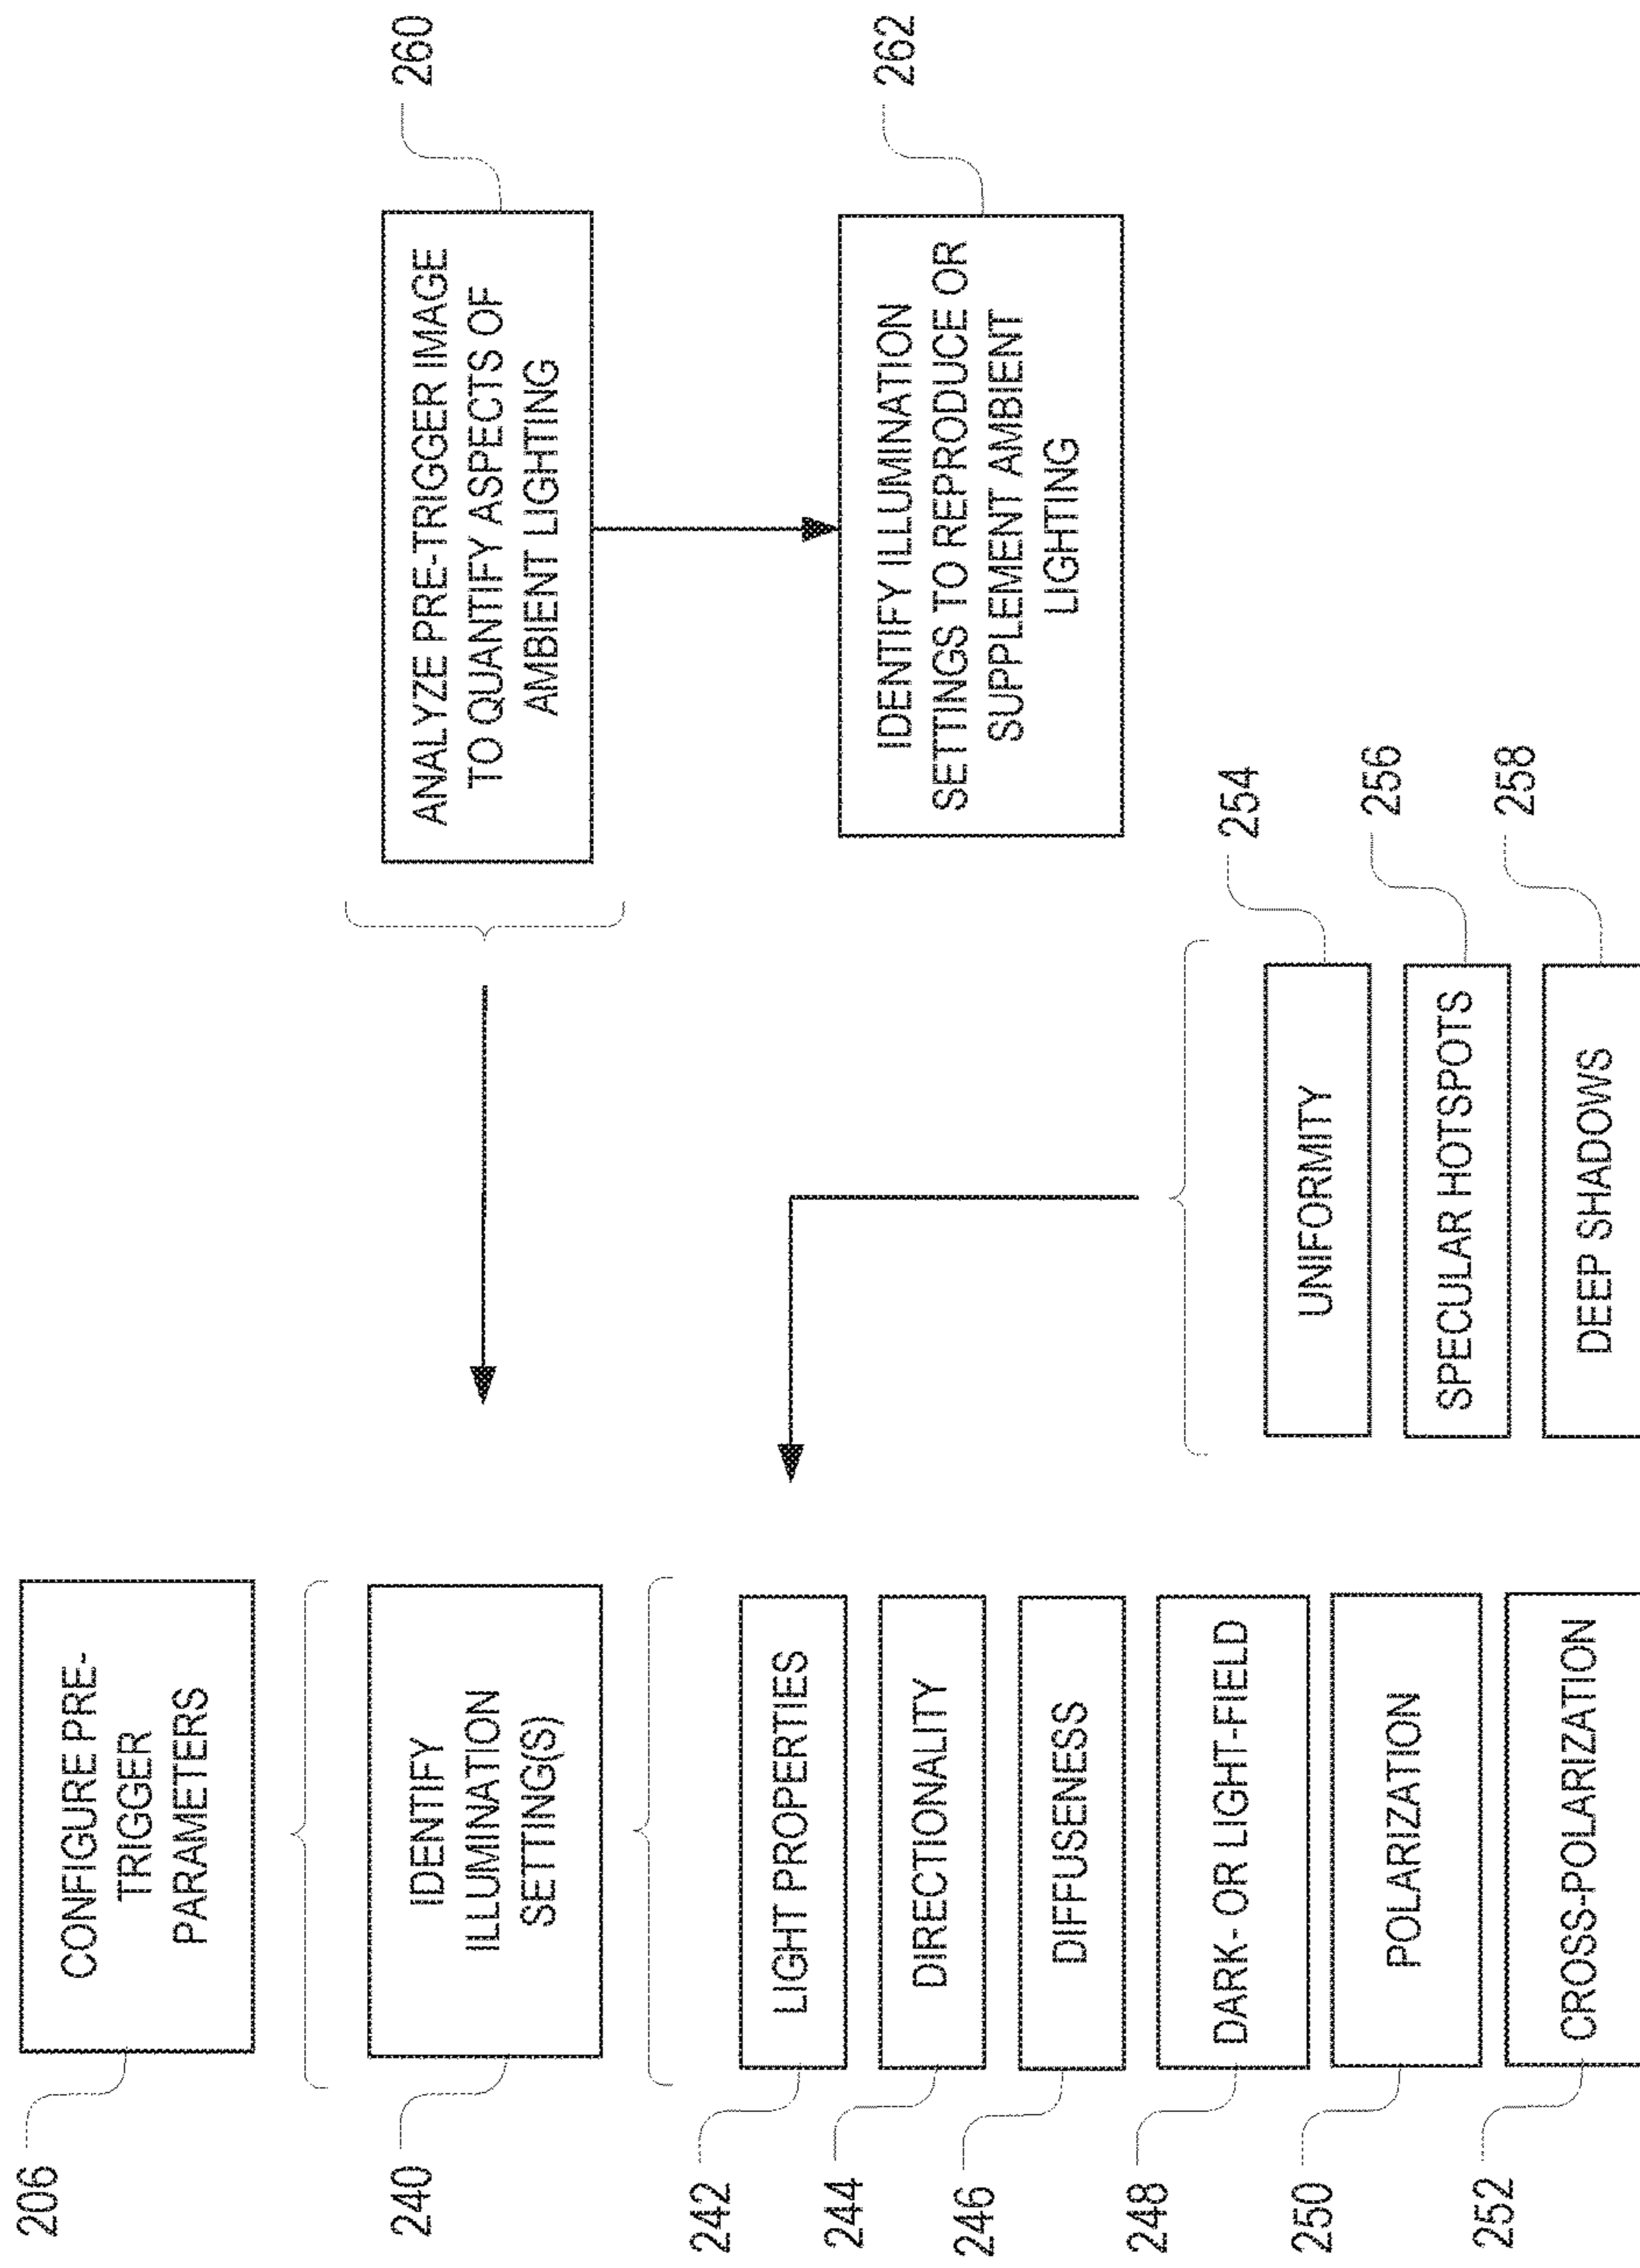 206
CONFIGURE PRE-
TRIGGER
PARAMETERS
240
IDENTIFY
ILLUMINATION
SETTING(S)
242
LIGHT PROPERTIES
244
DIRECTIONALITY
246
DIFFUSENESS
248
DARK- OR LIGHT-FIELD
250
POLARIZATION
252
CROSS-POLARIZATION
260
ANALYZE PRE-TRIGGER IMAGE
TO QUANTIFY ASPECTS OF
AMBIENT LIGHTING
262
IDENTIFY ILLUMINATION
SETTINGS TO REPRODUCE OR
SUPPLEMENT AMBIENT
LIGHTING
254
UNIFORMITY
256
SPECULAR HOTSPOTS
258
DEEP SHADOWS